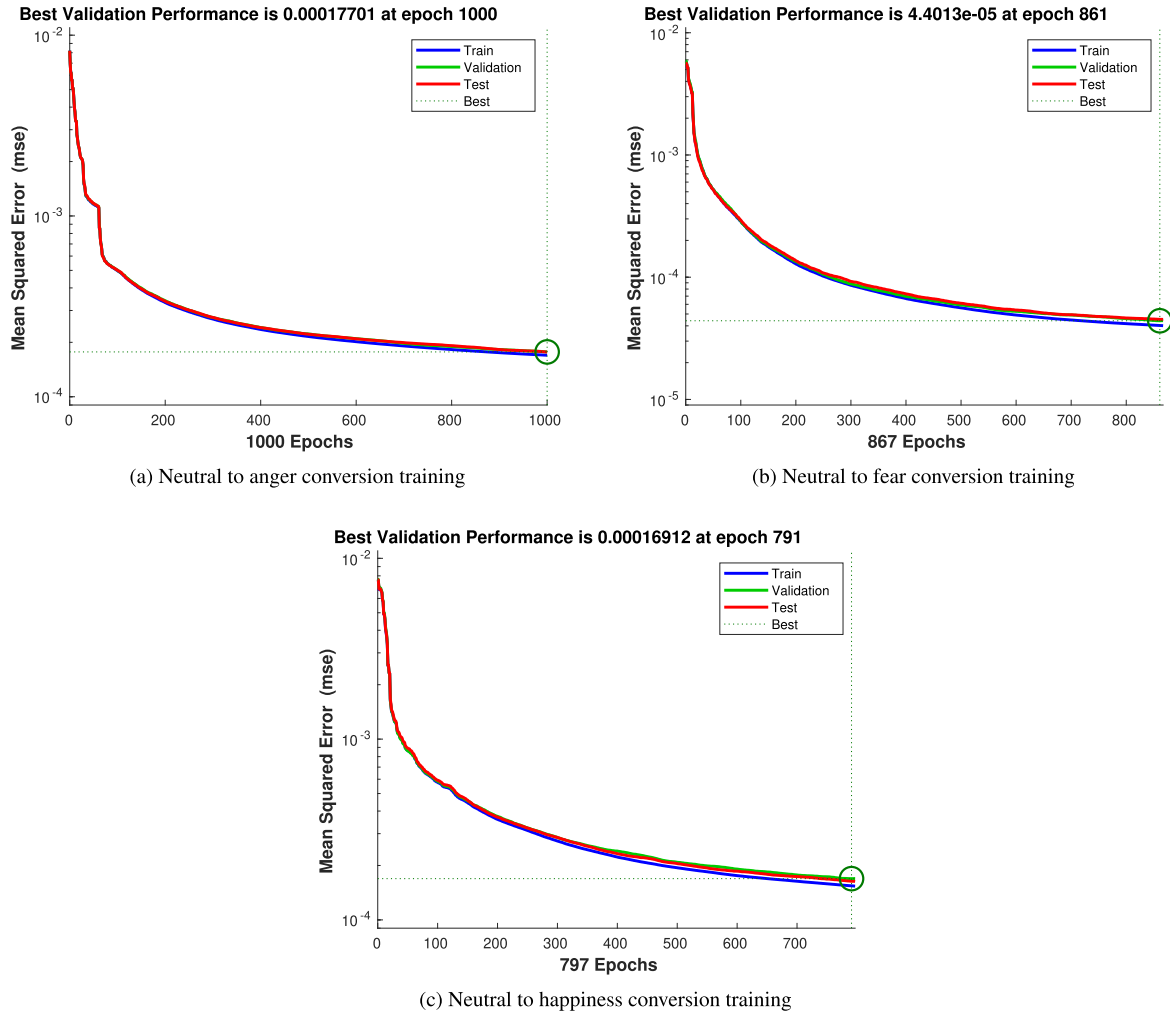 Best Validation Performance is 0.00017701 at epoch 1000
Mean Squared Error (mse)
10-2
10-3
10-4
Train
Validation
Test
Best
0 200 400 600 800 1000
1000 Epochs
(a) Neutral to anger conversion training
Best Validation Performance is 4.4013e-05 at epoch 861
Mean Squared Error (mse)
10-2
10-3
10-4
10-5
Train
Validation
Test
Best
0 100 200 300 400 500 600 700 800
867 Epochs
(b) Neutral to fear conversion training
Best Validation Performance is 0.00016912 at epoch 791
Mean Squared Error (mse)
10-2
10-3
10-4
Train
Validation
Test
Best
0 100 200 300 400 500 600 700
797 Epochs
(c) Neutral to happiness conversion training